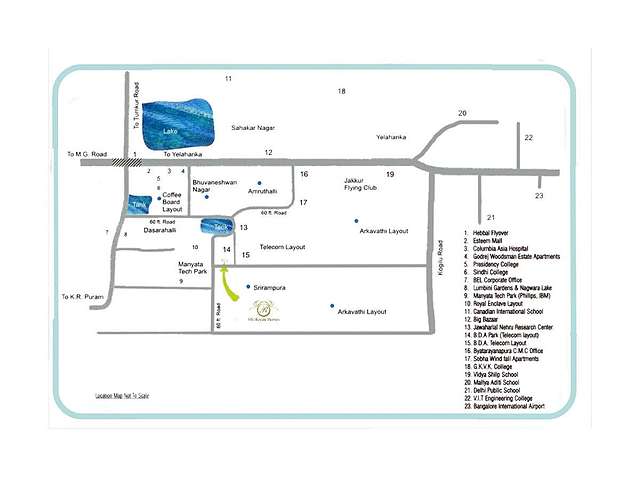 11
18
To Tumkur Road
20
Lake
Sahakar Nagar
Yelahanka
22
To M.G. Road
1
To Yelahanka
12
2
3
4
5
6
Coffee
Board
Layout
Bhuvaneshwari
Nagar
Amruthalli
16
Jakkur
Flying Club
23
17
Tank
60 ft. Road
60 ft. Road
21
7
8
Dasarahalli
Tank
13
Arkavathi Layout
10
14
15
Telecom Layout
Kogilu Road
Manyata
Tech Park
9
To K.R. Puram
Srirampura
60 ft. Road
Arkavathi Layout
1. Hebbal Flyover
2. Esteem Mall
3. Columbia Asia Hospital
4. Godrej Woodsman Estate Apartments
5. Presidency College
6. Sindhi College
7. BEL Corporate Office
8. Lumbini Gardens & Nagwara Lake
9. Manyata Tech Park (Phillips, IBM)
10. Royal Enclave Layout
11. Canadian International School
12. Big Bazaar
13. Jawaharlal Nehru Research Center
14. B.D.A Park (Telecom layout)
15. B.D.A. Telecom Layout
16. Byatarayanapura C.M.C Office
17. Sobha Wind fall Apartments
18. G.K.V.K. College
19. Vidya Shilp School
20. Mallya Aditi School
21. Delhi Public School
22. V.I.T Engineering College
23. Bangalore International Airport
Location Map Not To Scale